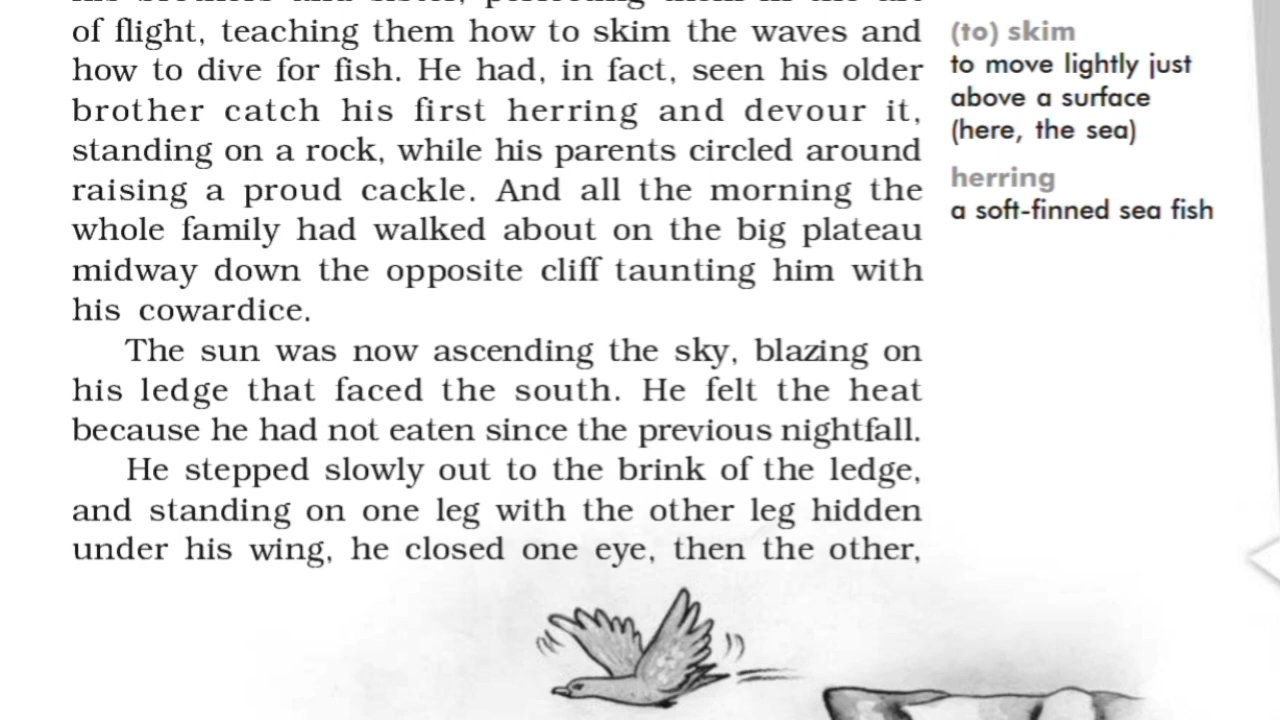 of flight, teaching them how to skim the waves and
how to dive for fish. He had, in fact, seen his older
brother catch his first herring and devour it,
standing on a rock, while his parents circled around
raising a proud cackle. And all the morning the
whole family had walked about on the big plateau
midway down the opposite cliff taunting him with
his cowardice.
The sun was now ascending the sky, blazing on
his ledge that faced the south. He felt the heat
because he had not eaten since the previous nightfall.
He stepped slowly out to the brink of the ledge,
and standing on one leg with the other leg hidden
under his wing, he closed one eye, then the other,
(to) skim
to move lightly just
above a surface
(here, the sea)
herring
a soft-finned sea fish